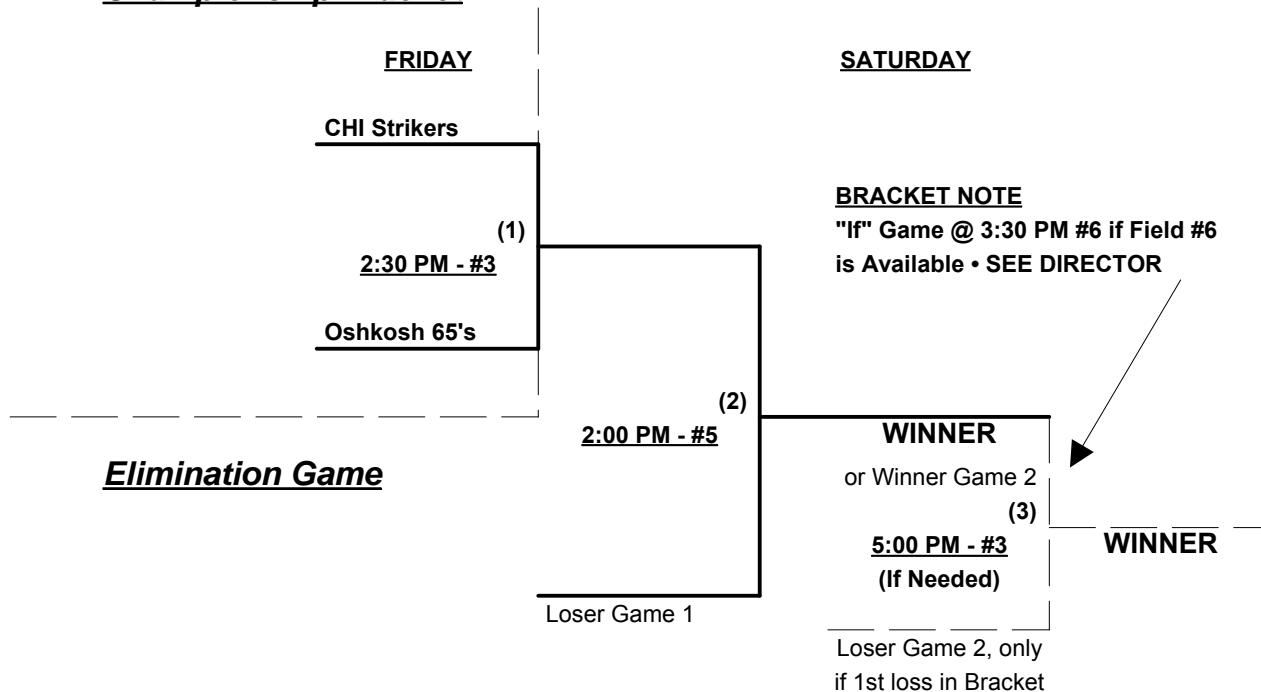 FRIDAY
SATURDAY
CHI Strikers
BRACKET NOTE
"If" Game @ 3:30 PM #6 if Field #6
is Available • SEE DIRECTOR
(1)
2:30 PM - #3
Oshkosh 65's
(2)
2:00 PM - #5
WINNER
Elimination Game
or Winner Game 2
(3)
5:00 PM - #3
WINNER
(If Needed)
Loser Game 1
Loser Game 2, only
if 1st loss in Bracket